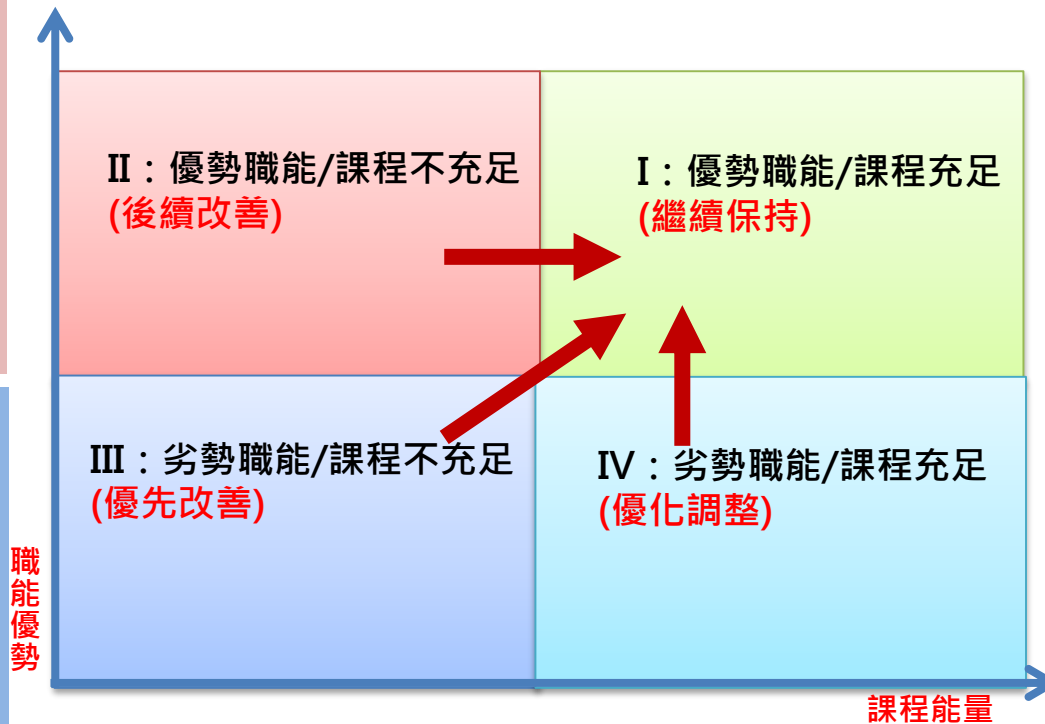 II：優勢職能/課程不充足
(後續改善)
I：優勢職能/課程充足
(繼續保持)
III：劣勢職能/課程不充足
(優先改善)
IV：劣勢職能/課程充足
(優化調整)
職能優勢
課程能量